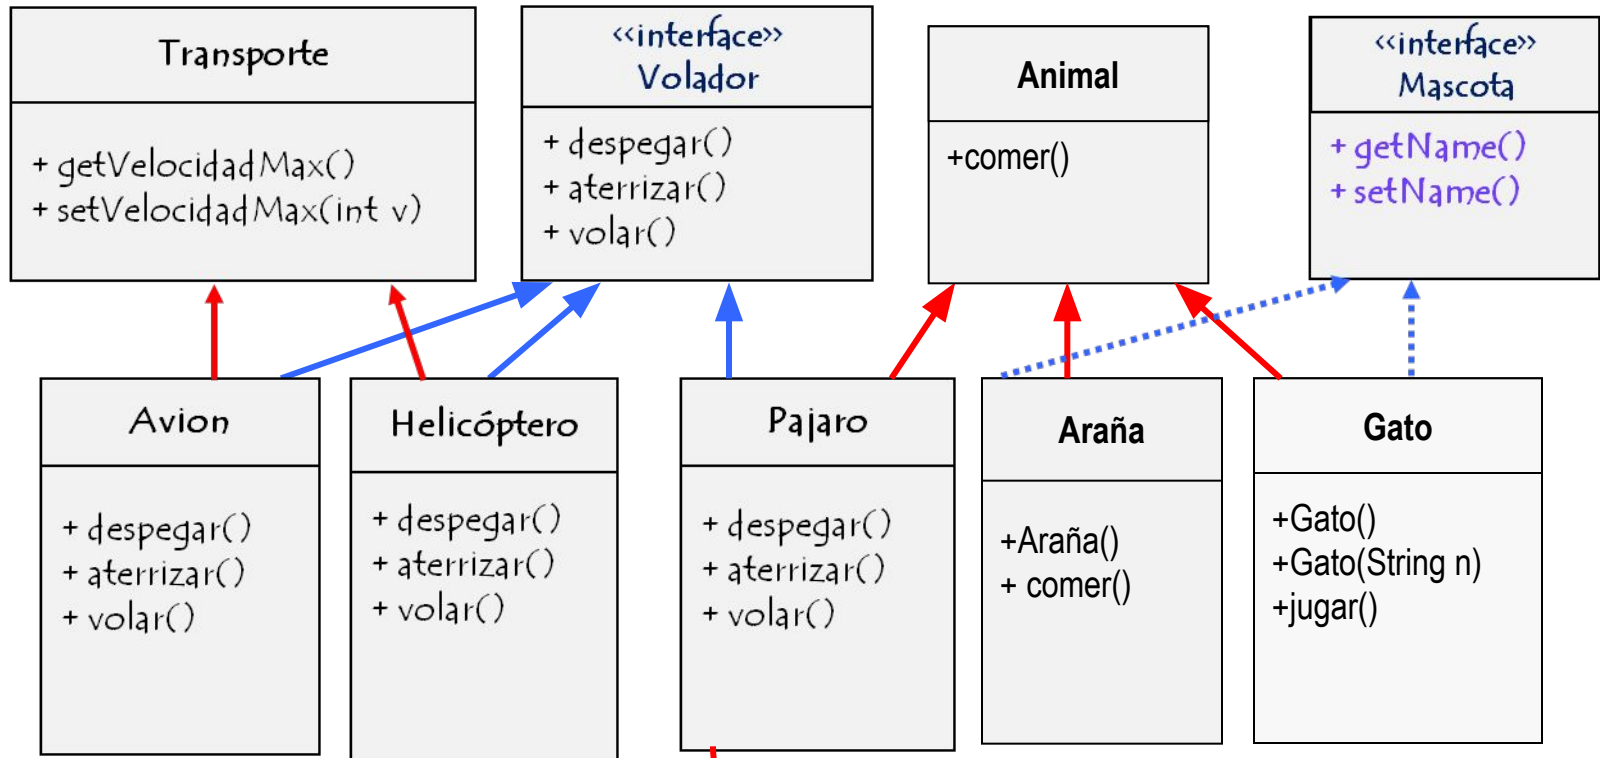 Transporte
+ getVelocidadMax()
+ setVelocidadMax(int v)
«interface»
Volador
+ despegar()
+ aterrizar()
+ volar()
Animal
+comer()
«interface»
Mascota
+ getName()
+ setName()
Avion
+ despegar()
+ aterrizar()
+ volar()
Helicóptero
+ despegar()
+ aterrizar()
+ volar()
Pajaro
+ despegar()
+ aterrizar()
+ volar()
Araña
+Araña()
+ comer()
Gato
+Gato()
+Gato(String n)
+jugar()